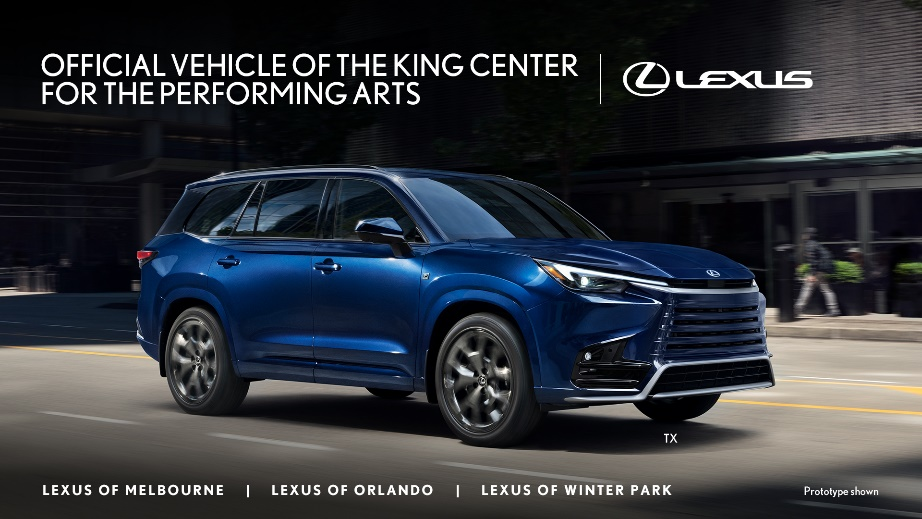 OFFICIAL VEHICLE OF THE KING CENTER
FOR THE PERFORMING ARTS
LEXUS
TX
LEXUS OF MELBOURNE | LEXUS OF ORLANDO | LEXUS OF WINTER PARK
Prototype shown